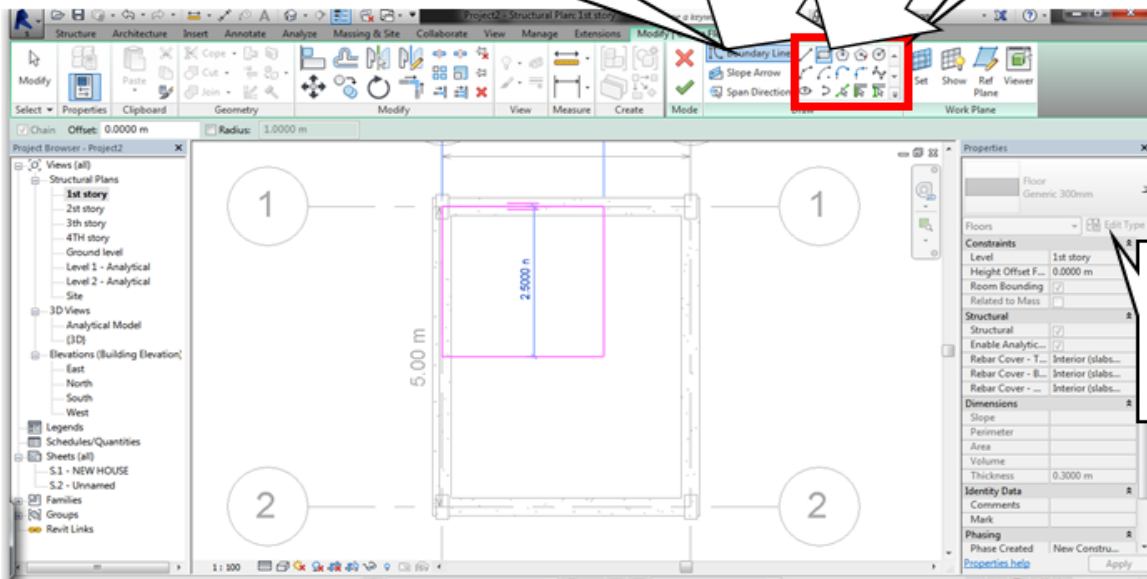 Project2 - Structural Plan: 1st story
Structure Architecture Insert Annotate Analyze Massing & Site Collaborate View Manage Extensions Modify |
Modify
Paste
Cope
Cut
Join
Boundary Line
Slope Arrow
Span Direction
Set Show Ref Plane Viewer
Select Properties Clipboard Geometry Modify View Measure Create Mode Work Plane
Chain Offset: 0.0000 m Radius: 1.0000 m
Project Browser - Project2
Views (all)
Structural Plans
1st story
2st story
3th story
4TH story
Ground level
Level 1 - Analytical
Level 2 - Analytical
Site
3D Views
Analytical Model
{3D}
Elevations (Building Elevation
East
North
South
West
Legends
Schedules/Quantities
Sheets (all)
S.1 - NEW HOUSE
S.2 - Unnamed
Families
Groups
Revit Links
1 1
2.5000 m
5.00 m
2 2
1 : 100
Properties
Floor
Generic 300mm
Floors Edit Type
Constraints
Level 1st story
Height Offset F... 0.0000 m
Room Bounding
Related to Mass
Structural
Structural
Enable Analytic...
Rebar Cover - T... Interior (slabs...
Rebar Cover - B... Interior (slabs...
Rebar Cover - ... Interior (slabs...
Dimensions
Slope
Perimeter
Area
Volume
Thickness 0.3000 m
Identity Data
Comments
Mark
Phasing
Phase Created New Constru...
Properties help Apply